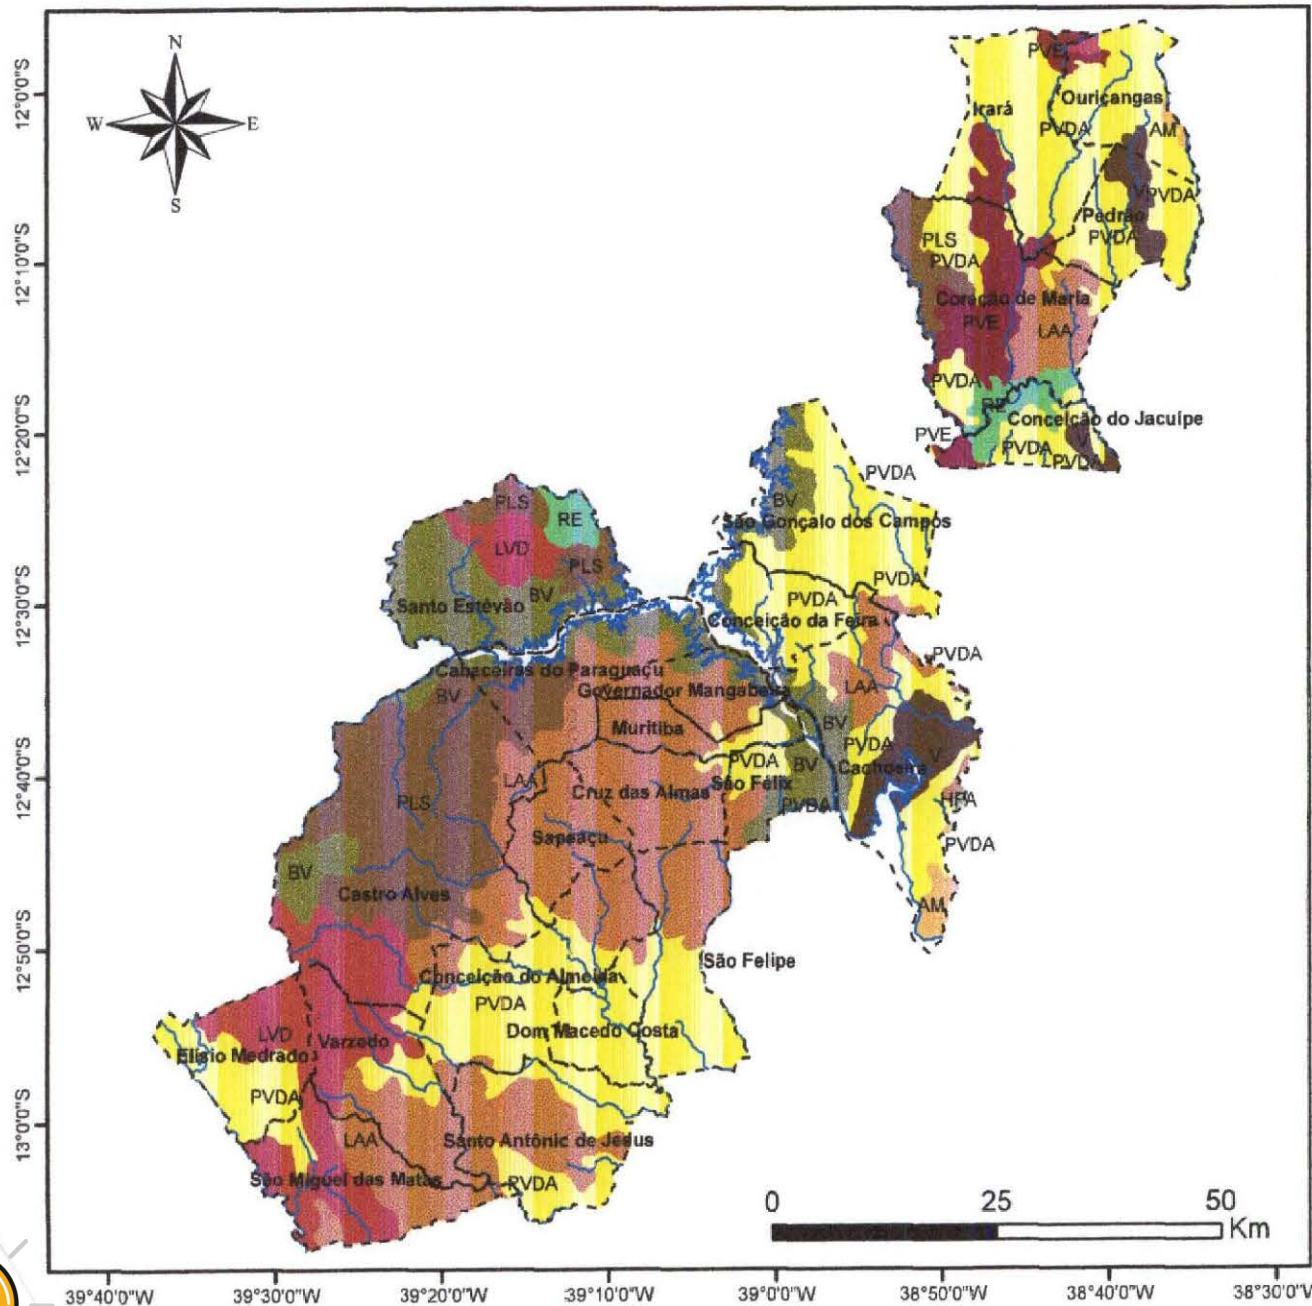 N
W E
S
12°0'0"S
12°10'0"S
12°20'0"S
12°30'0"S
12°40'0"S
12°50'0"S
13°0'0"S
PVE
Ouriçangas
Irará
PVDA
AM
V
PVDA
Pedrão
PVDA
PLS
PVDA
Coração de Maria
PVE
LAA
PVDA
RE
Conceição do Jacuípe
PVE
PVDA
V
PVDA
PVDA
BV
São Gonçalo dos Campos
PLS
RE
LVD
PLS
BV
Santo Estêvão
PVDA
PVDA
Conceição da Feira
PVDA
Cabaceiras do Paraguaçu
BV
Governador Mangabeira
LAA
Muritiba
BV
PVDA
PVDA
BV
Cachoeira
V
LAA
São Félix
Cruz das Almas
PLS
PVDA
HPA
Sapeaçu
PVDA
BV
Castro Alves
AM
São Felipe
Conceição do Almeida
PVDA
Dom Macedo Costa
LVD
Varzedo
Elísio Medrado
PVDA
LAA
Santo Antônic de Jesus
São Miguel das Matas
PVDA
0 25 50
Km
39°40'0"W 39°30'0"W 39°20'0"W 39°10'0"W 39°0'0"W 38°50'0"W 38°40'0"W 38°30'0"V